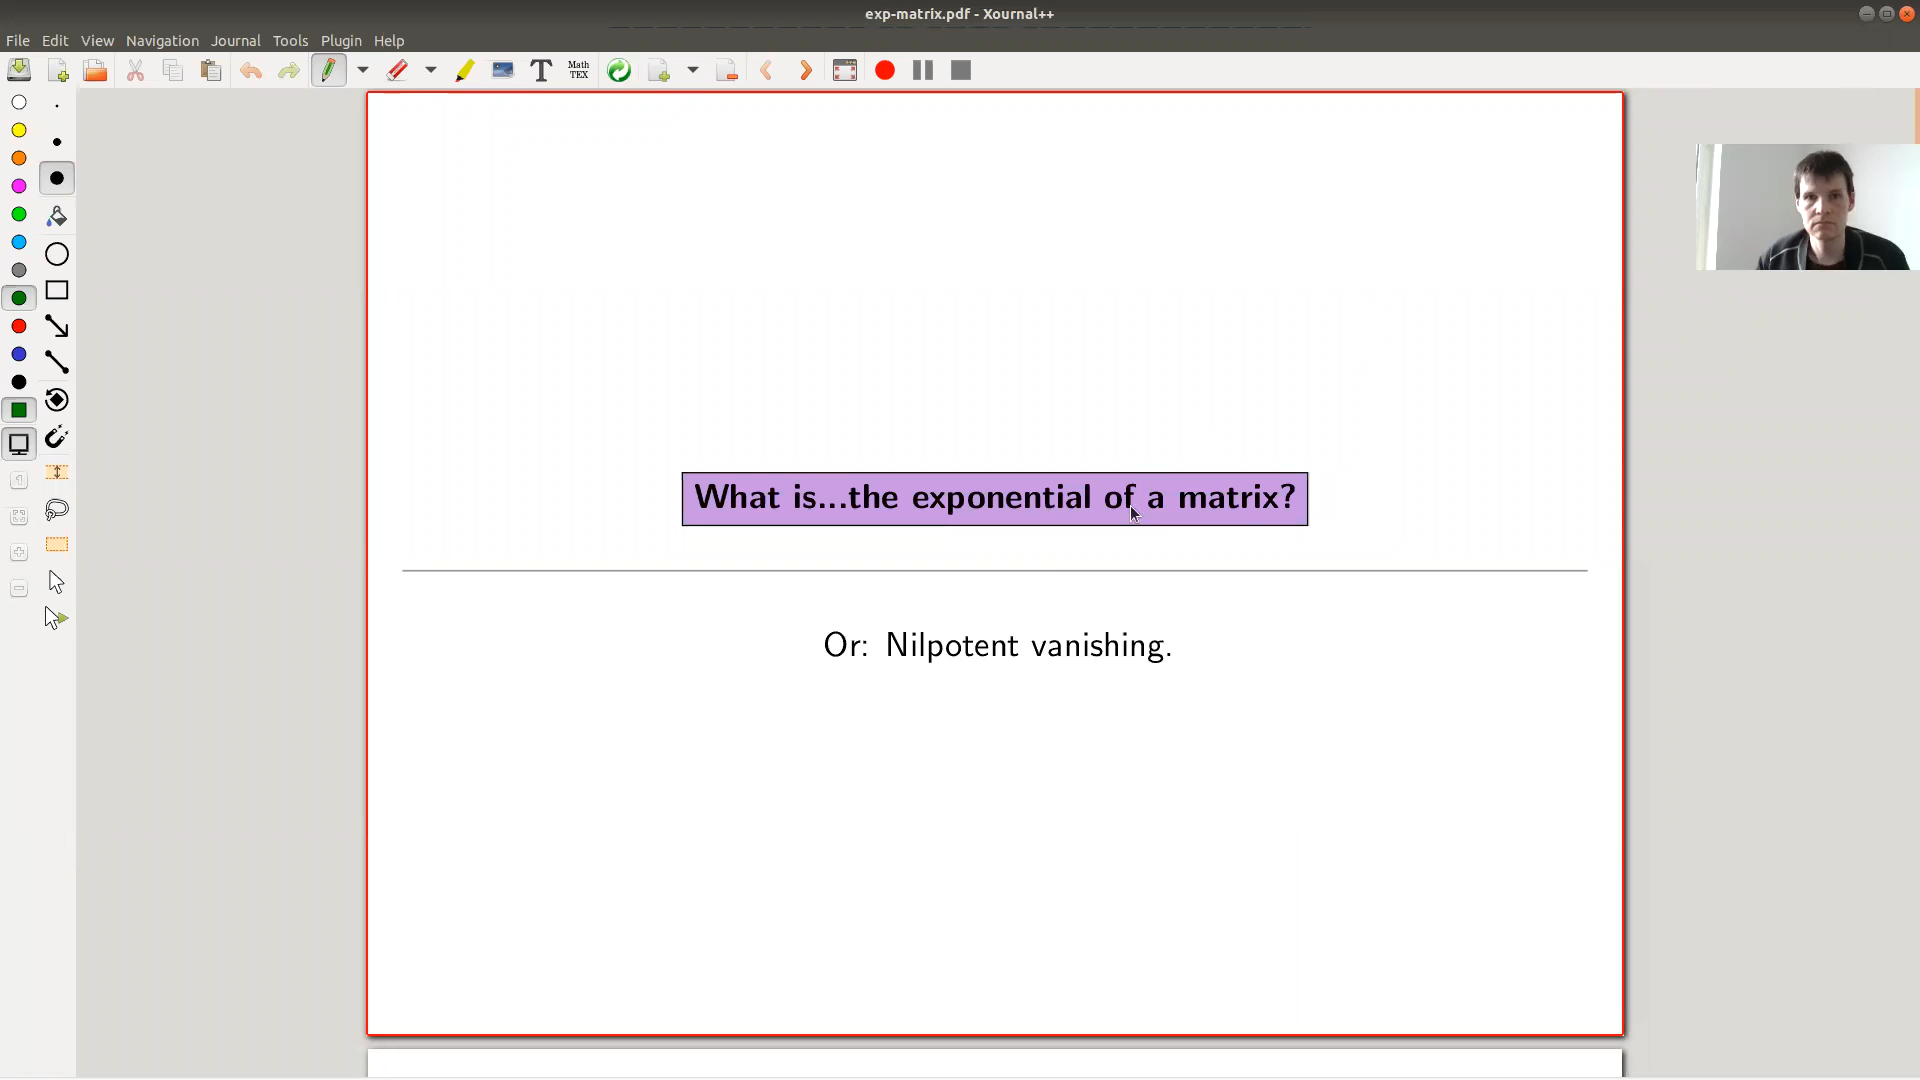 exp-matrix.pdf - Xournal++
File Edit View Navigation Journal Tools Plugin Help
T Math TEX
What is...the exponential of a matrix?
Or: Nilpotent vanishing.